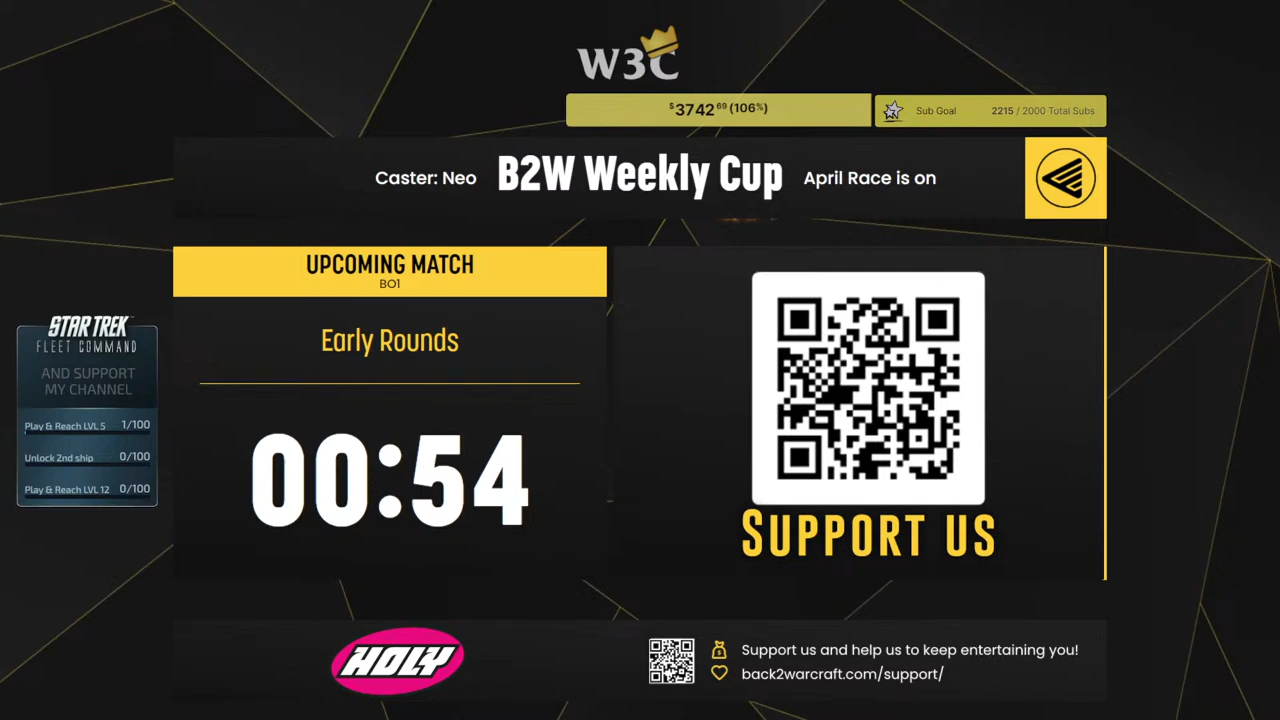 W3C
$3742 69 (106%)
Sub Goal 2215 / 2000 Total Subs
Caster: Neo B2W Weekly Cup April Race is on
UPCOMING MATCH
BO1
Early Rounds
00:54
STAR TREK
FLEET COMMAND
AND SUPPORT
MY CHANNEL
Play & Reach LVL 5 1/100
Unlock 2nd ship 0/100
Play & Reach LVL 12 0/100
SUPPORT US
HOLY
Support us and help us to keep entertaining you!
back2warcraft.com/support/